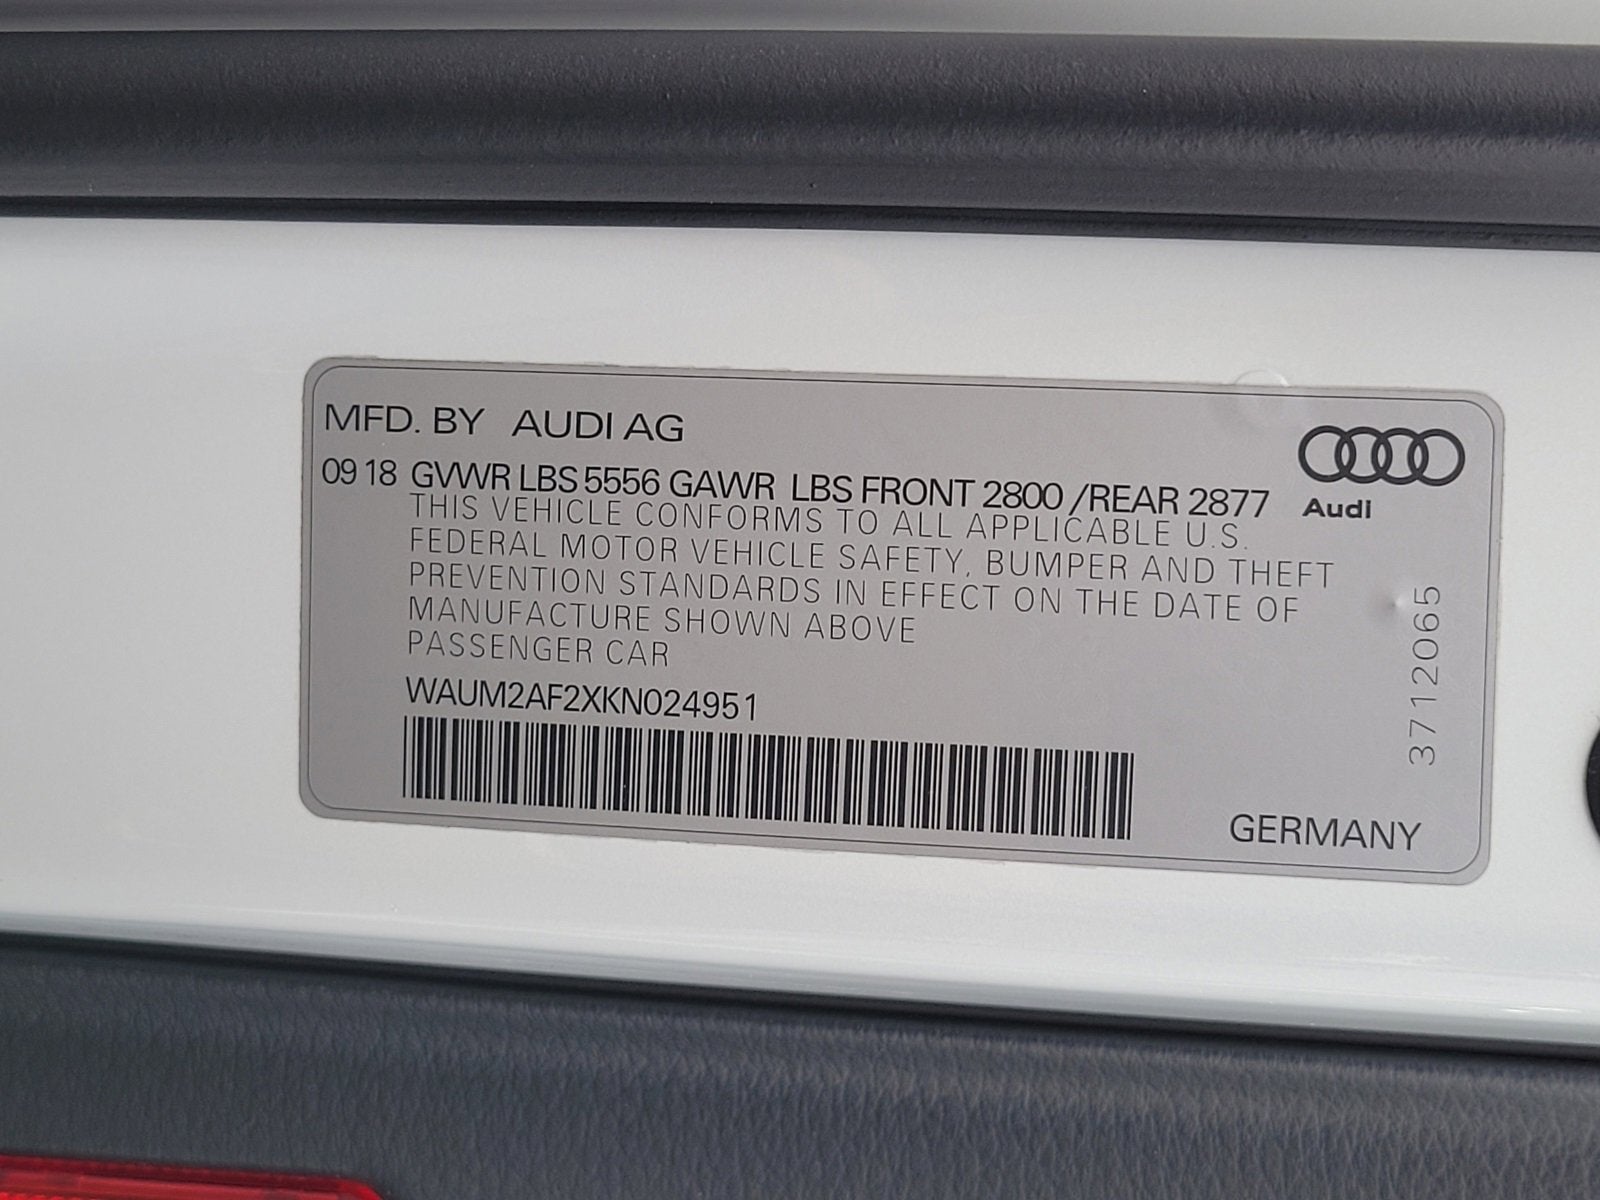 MFD. BY AUDI AG
09 18 GVWR LBS 5556 GAWR LBS FRONT 2800 /REAR 2877
THIS VEHICLE CONFORMS TO ALL APPLICABLE U.S.
FEDERAL MOTOR VEHICLE SAFETY, BUMPER AND THEFT
PREVENTION STANDARDS IN EFFECT ON THE DATE OF
MANUFACTURE SHOWN ABOVE
PASSENGER CAR
WAUM2AF2XKN024951
Audi
3712065
GERMANY